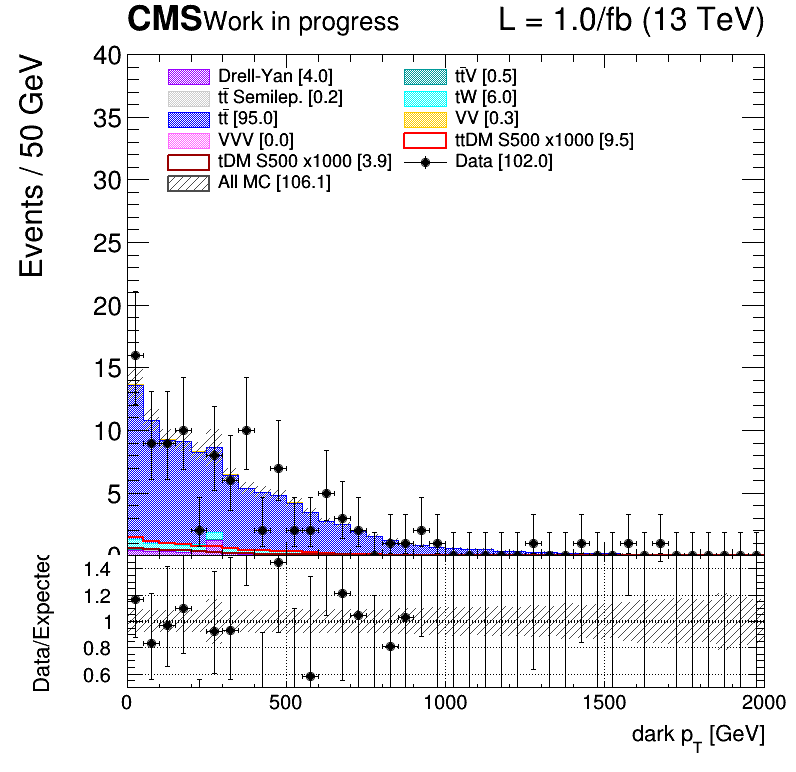 CMS Work in progress L = 1.0/fb (13 TeV)
Events / 50 GeV
40
35
30
25
20
15
10
5
0
Drell-Yan [4.0] tt̄V [0.5]
tt̄ Semilep. [0.2] tW [6.0]
tt̄ [95.0] VV [0.3]
VVV [0.0] ttDM S500 x1000 [9.5]
tDM S500 x1000 [3.9] Data [102.0]
All MC [106.1]
Data/Expected
1.4
1.2
1
0.8
0.6
0 500 1000 1500 2000
dark p_T [GeV]